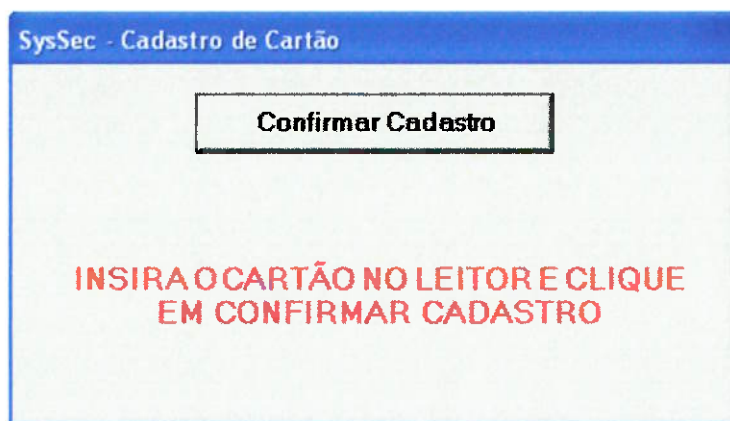 SysSec - Cadastro de Cartão
Confirmar Cadastro
INSIRA O CARTÃO NO LEITOR E CLIQUE
EM CONFIRMAR CADASTRO